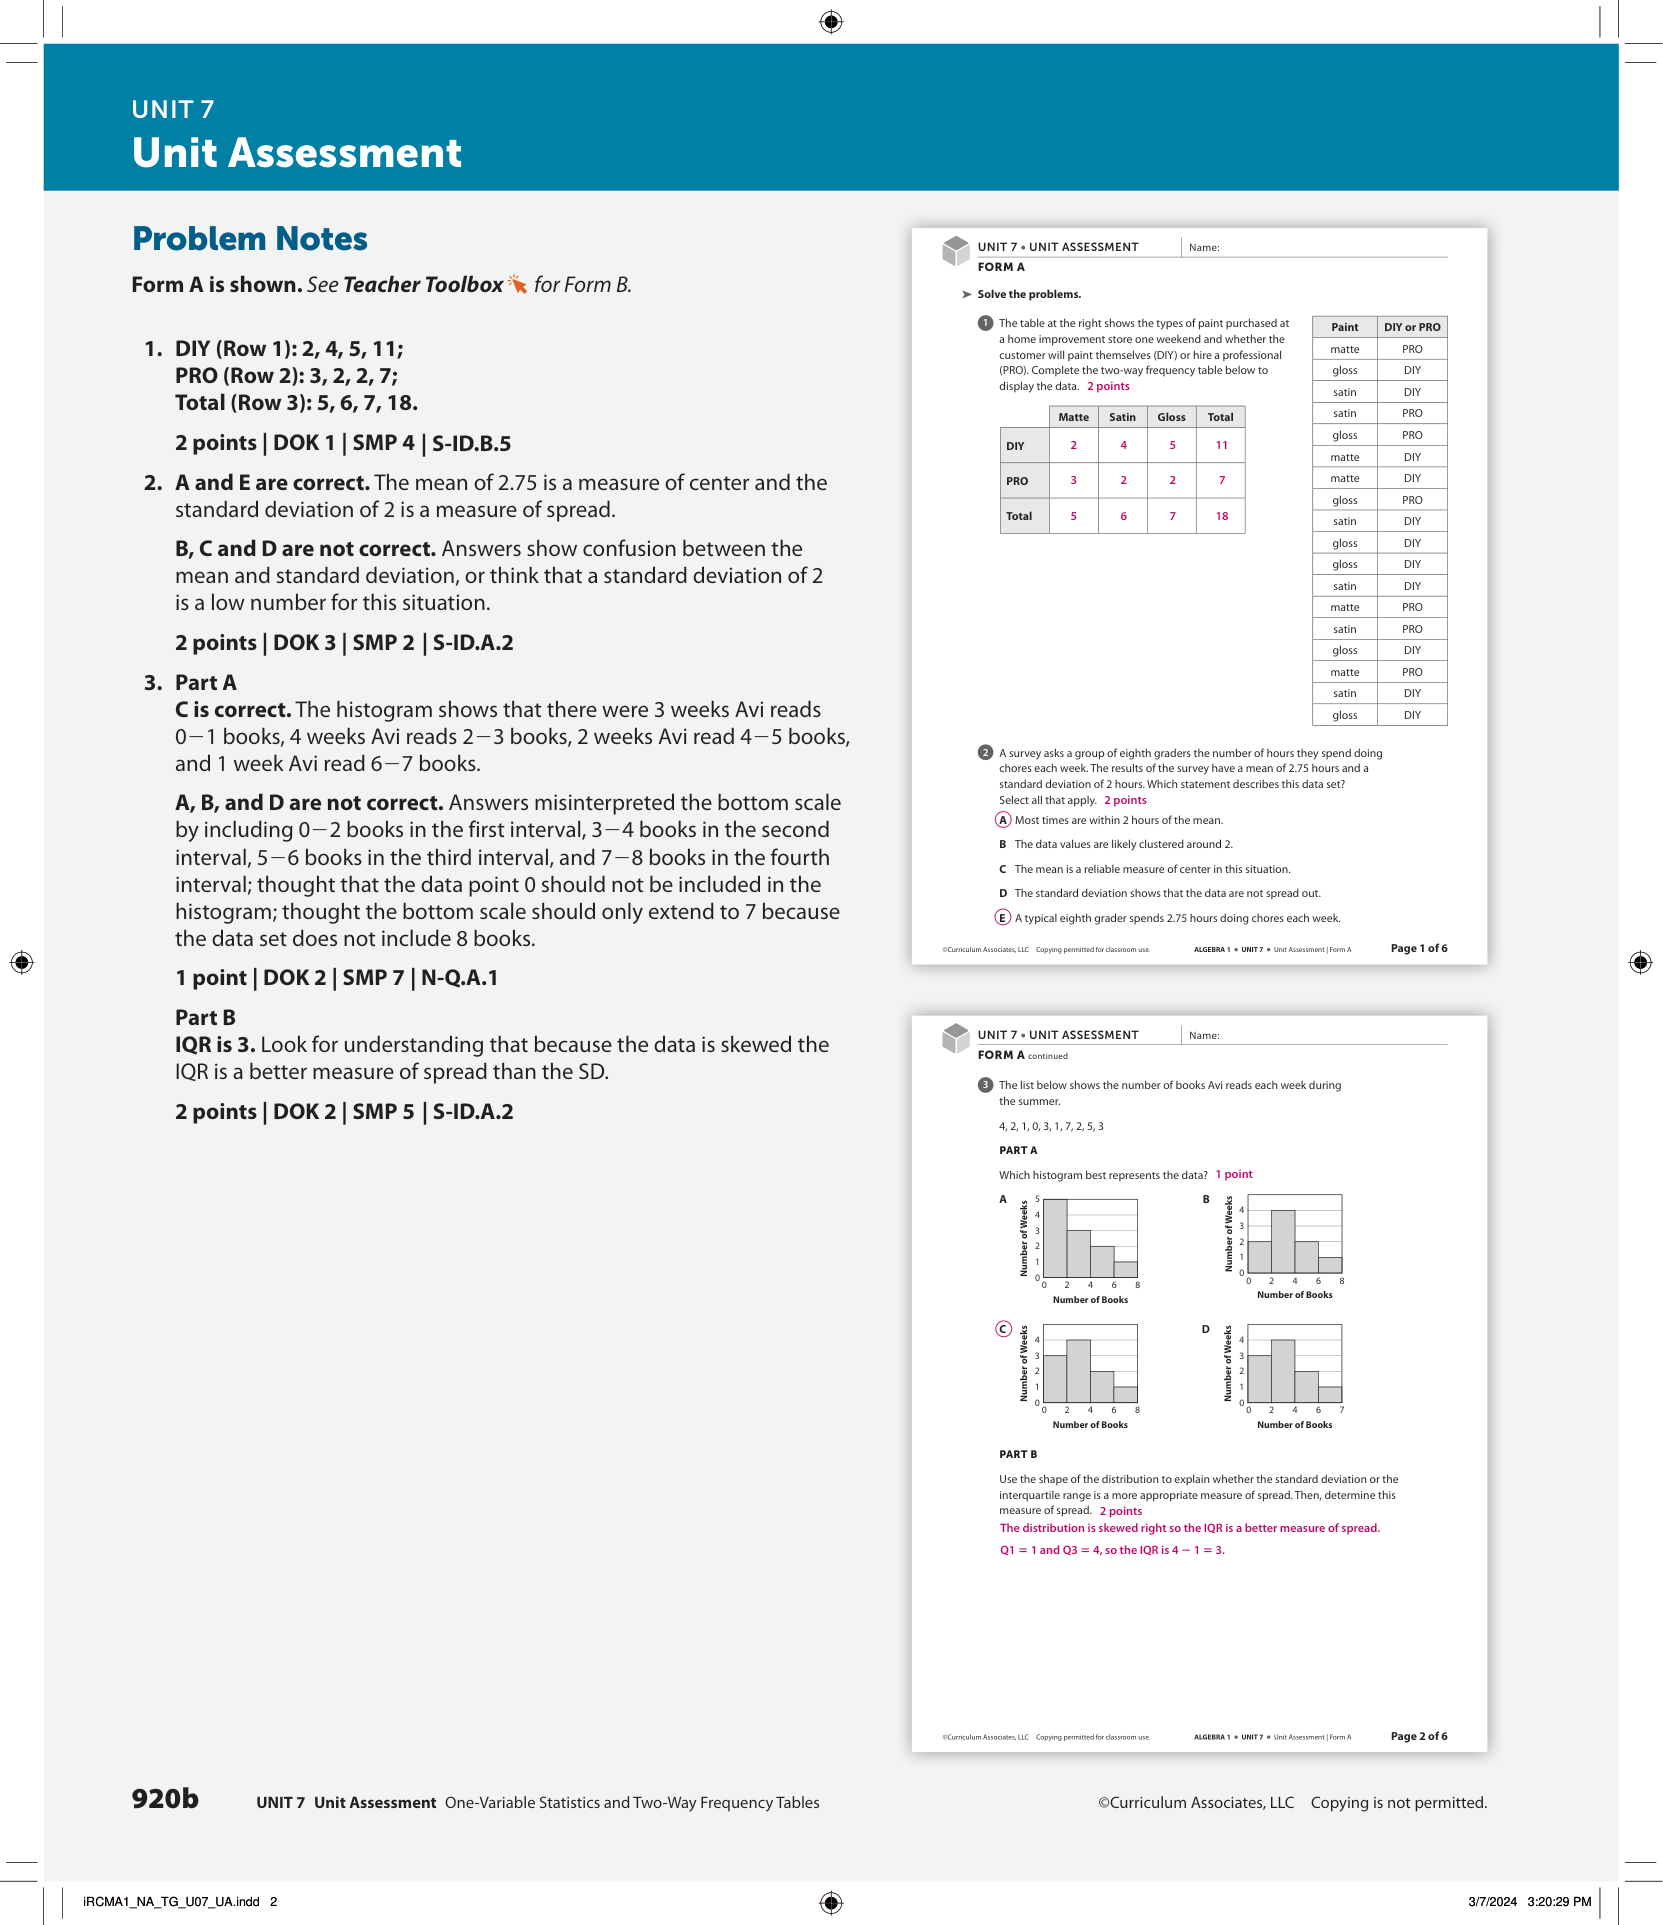 UNIT 7
Unit Assessment
Problem Notes
Form A is shown. See Teacher Toolbox for Form B.
1. DIY (Row 1): 2, 4, 5, 11;
PRO (Row 2): 3, 2, 2, 7;
Total (Row 3): 5, 6, 7, 18.
2 points | DOK 1 | SMP 4 | S-ID.B.5
2. A and E are correct. The mean of 2.75 is a measure of center and the
standard deviation of 2 is a measure of spread.
B, C and D are not correct. Answers show confusion between the
mean and standard deviation, or think that a standard deviation of 2
is a low number for this situation.
2 points | DOK 3 | SMP 2 | S-ID.A.2
3. Part A
C is correct. The histogram shows that there were 3 weeks Avi reads
0−1 books, 4 weeks Avi reads 2−3 books, 2 weeks Avi read 4−5 books,
and 1 week Avi read 6−7 books.
A, B, and D are not correct. Answers misinterpreted the bottom scale
by including 0−2 books in the first interval, 3−4 books in the second
interval, 5−6 books in the third interval, and 7−8 books in the fourth
interval; thought that the data point 0 should not be included in the
histogram; thought the bottom scale should only extend to 7 because
the data set does not include 8 books.
1 point | DOK 2 | SMP 7 | N-Q.A.1
Part B
IQR is 3. Look for understanding that because the data is skewed the
IQR is a better measure of spread than the SD.
2 points | DOK 2 | SMP 5 | S-ID.A.2
UNIT 7 • UNIT ASSESSMENT Name:
FORM A
➤ Solve the problems.
1 The table at the right shows the types of paint purchased at
a home improvement store one weekend and whether the
customer will paint themselves (DIY) or hire a professional
(PRO). Complete the two-way frequency table below to
display the data. 2 points
Matte Satin Gloss Total
DIY 2 4 5 11
PRO 3 2 2 7
Total 5 6 7 18
Paint DIY or PRO
matte PRO
gloss DIY
satin DIY
satin PRO
gloss PRO
matte DIY
matte DIY
gloss PRO
satin DIY
gloss DIY
gloss DIY
satin DIY
matte PRO
satin PRO
gloss DIY
matte PRO
satin DIY
gloss DIY
2 A survey asks a group of eighth graders the number of hours they spend doing
chores each week. The results of the survey have a mean of 2.75 hours and a
standard deviation of 2 hours. Which statement describes this data set?
Select all that apply. 2 points
A Most times are within 2 hours of the mean.
B The data values are likely clustered around 2.
C The mean is a reliable measure of center in this situation.
D The standard deviation shows that the data are not spread out.
E A typical eighth grader spends 2.75 hours doing chores each week.
©Curriculum Associates, LLC Copying permitted for classroom use. ALGEBRA 1 • UNIT 7 • Unit Assessment | Form A Page 1 of 6
UNIT 7 • UNIT ASSESSMENT Name:
FORM A continued
3 The list below shows the number of books Avi reads each week during
the summer.
4, 2, 1, 0, 3, 1, 7, 2, 5, 3
PART A
Which histogram best represents the data? 1 point
A
Number of Weeks
5
4
3
2
1
0
0 2 4 6 8
Number of Books
B
Number of Weeks
4
3
2
1
0
0 2 4 6 8
Number of Books
C
Number of Weeks
4
3
2
1
0
0 2 4 6 8
Number of Books
D
Number of Weeks
4
3
2
1
0
0 2 4 6 7
Number of Books
PART B
Use the shape of the distribution to explain whether the standard deviation or the
interquartile range is a more appropriate measure of spread. Then, determine this
measure of spread. 2 points
The distribution is skewed right so the IQR is a better measure of spread.
Q1 = 1 and Q3 = 4, so the IQR is 4 − 1 = 3.
©Curriculum Associates, LLC Copying permitted for classroom use. ALGEBRA 1 • UNIT 7 • Unit Assessment | Form A Page 2 of 6
920b UNIT 7 Unit Assessment One-Variable Statistics and Two-Way Frequency Tables ©Curriculum Associates, LLC Copying is not permitted.
iRCMA1_NA_TG_U07_UA.indd 2 3/7/2024 3:20:29 PM